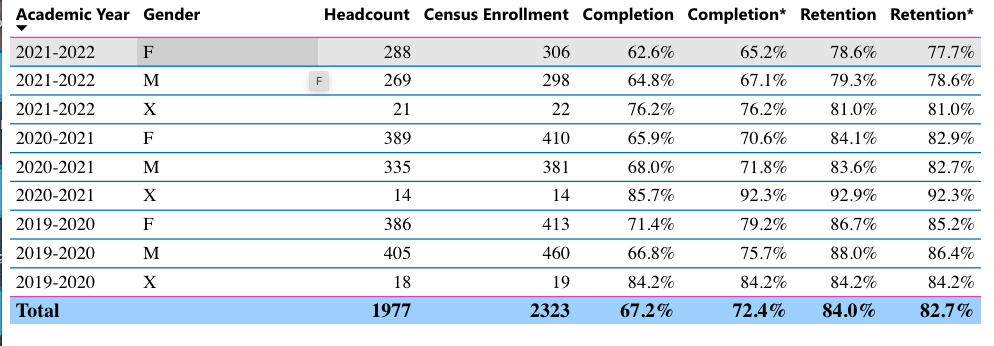 Academic Year Gender Headcount Census Enrollment Completion Completion* Retention Retention*
2021-2022 F 288 306 62.6% 65.2% 78.6% 77.7%
2021-2022 M F 269 298 64.8% 67.1% 79.3% 78.6%
2021-2022 X 21 22 76.2% 76.2% 81.0% 81.0%
2020-2021 F 389 410 65.9% 70.6% 84.1% 82.9%
2020-2021 M 335 381 68.0% 71.8% 83.6% 82.7%
2020-2021 X 14 14 85.7% 92.3% 92.9% 92.3%
2019-2020 F 386 413 71.4% 79.2% 86.7% 85.2%
2019-2020 M 405 460 66.8% 75.7% 88.0% 86.4%
2019-2020 X 18 19 84.2% 84.2% 84.2% 84.2%
Total 1977 2323 67.2% 72.4% 84.0% 82.7%